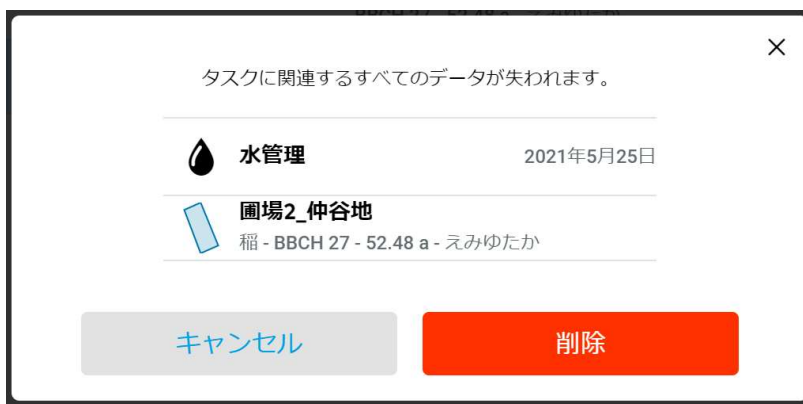 タスクに関連するすべてのデータが失われます。
水管理 2021年5月25日
圃場2_仲谷地
稲 - BBCH 27 - 52.48 a - えみゆたか
キャンセル 削除